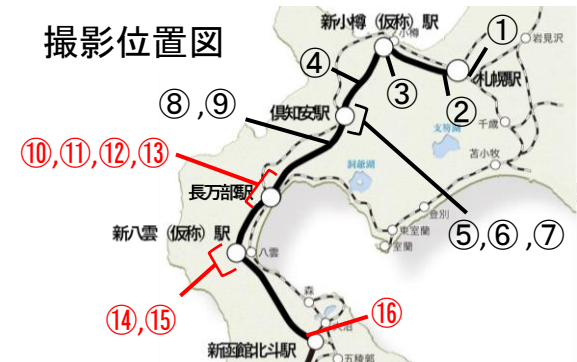 撮影位置図
新小樽（仮称）駅
小樽
①
岩見沢
札幌駅
④
③
②
⑧,⑨
倶知安駅
支笏湖
千歳
⑩,⑪,⑫,⑬
洞爺湖
苫小牧
長万部駅
登別
⑤,⑥,⑦
新八雲（仮称）駅
東室蘭
室蘭
八雲
⑭,⑮
森
⑯
大沼
新函館北斗駅
五稜郭